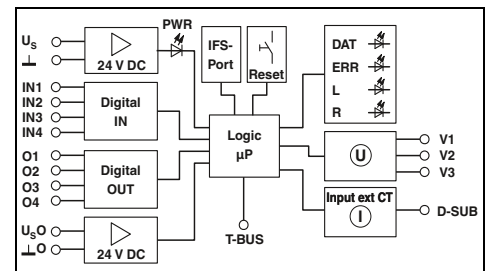 PWR
US
⊥
24 V DC
IFS-
Port
Reset
DAT
ERR
L
R
IN1
IN2
IN3
IN4
Digital
IN
Logic
µP
U
V1
V2
V3
O1
O2
O3
O4
Digital
OUT
Input ext CT
I
D-SUB
USO
⊥O
24 V DC
T-BUS